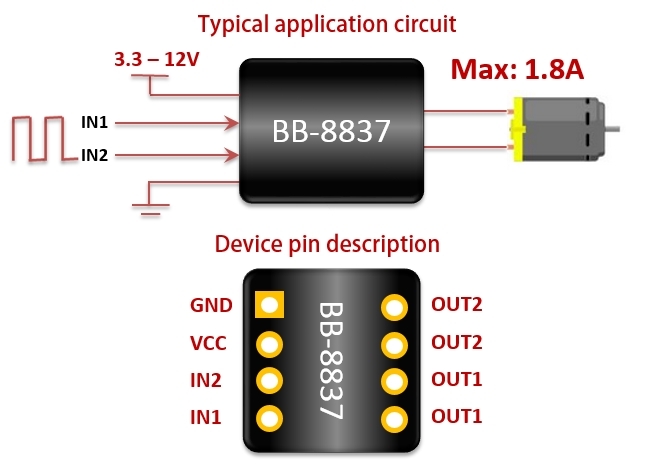 Typical application circuit
3.3 – 12V
Max: 1.8A
IN1
BB-8837
IN2
Device pin description
GND
OUT2
VCC
OUT2
BB-8837
IN2
OUT1
IN1
OUT1